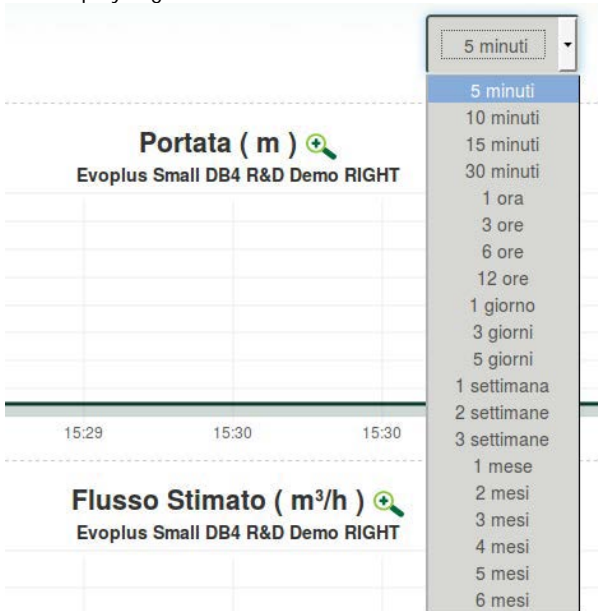 5 minuti
5 minuti
10 minuti
15 minuti
30 minuti
1 ora
3 ore
6 ore
12 ore
1 giorno
3 giorni
5 giorni
1 settimana
2 settimane
3 settimane
1 mese
2 mesi
3 mesi
4 mesi
5 mesi
6 mesi
Portata ( m )
Evoplus Small DB4 R&D Demo RIGHT
15:29 15:30 15:30
Flusso Stimato ( m³/h )
Evoplus Small DB4 R&D Demo RIGHT